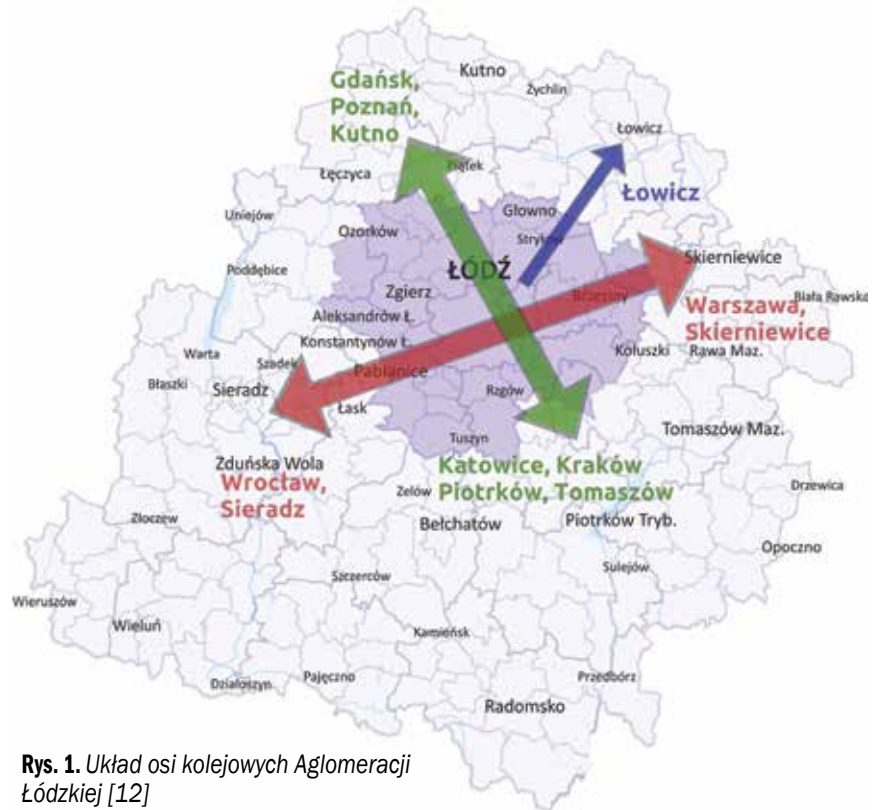 Gdańsk,
Poznań,
Kutno
Kutno
Żychlin
Łowicz
Piątek
Łęczyca
Łowicz
Uniejów
Głowno
Ozorków
Stryków
ŁÓDŹ
Skierniewice
Poddębice
Zgierz
Brzeziny
Biała Rawska
Warszawa,
Skierniewice
Aleksandrów Ł.
Konstantynów Ł.
Koluszki
Rawa Maz.
Warta
Szadek
Pabianice
Błaszki
Sieradz
Łask
Rzgów
Tuszyn
Tomaszów Maz.
Zduńska Wola
Wrocław,
Sieradz
Katowice, Kraków
Piotrków, Tomaszów
Zelów
Drzewica
Złoczew
Bełchatów
Piotrków Tryb.
Opoczno
Sulejów
Szczerców
Wieruszów
Wieluń
Kamieńsk
Działoszyn
Pajęczno
Przedbórz
Radomsko
Rys. 1. Układ osi kolejowych Aglomeracji
Łódzkiej [12]